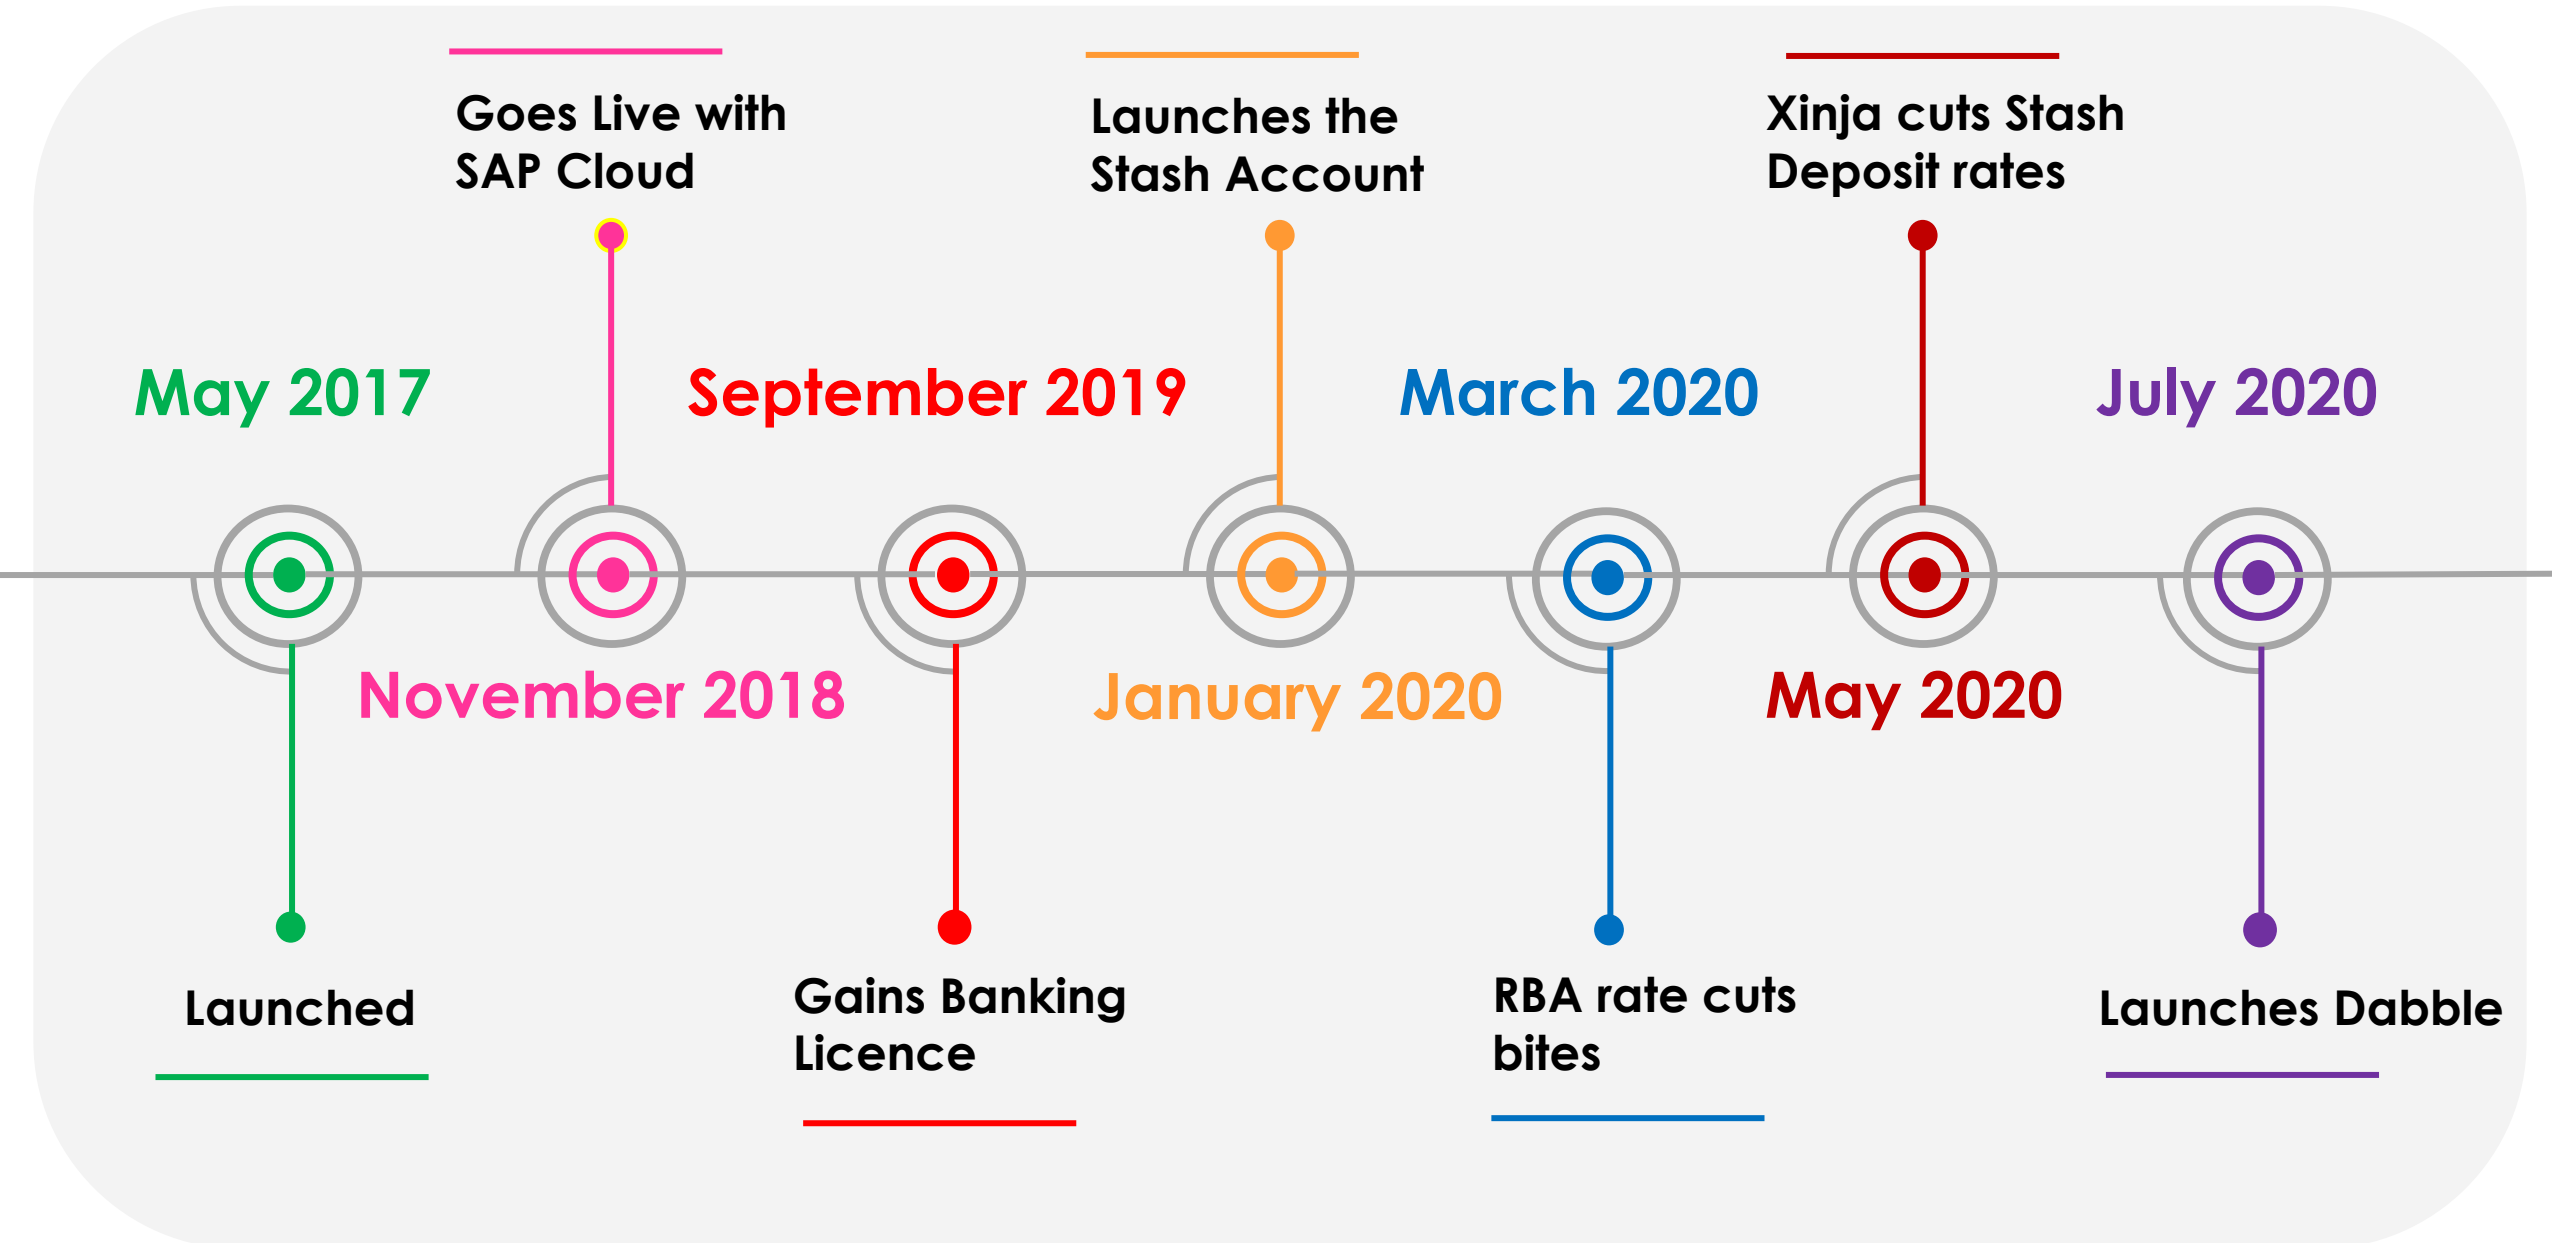 Goes Live with
SAP Cloud
Launches the
Stash Account
Xinja cuts Stash
Deposit rates
May 2017
September 2019
March 2020
July 2020
November 2018
January 2020
May 2020
Launched
Gains Banking
Licence
RBA rate cuts
bites
Launches Dabble